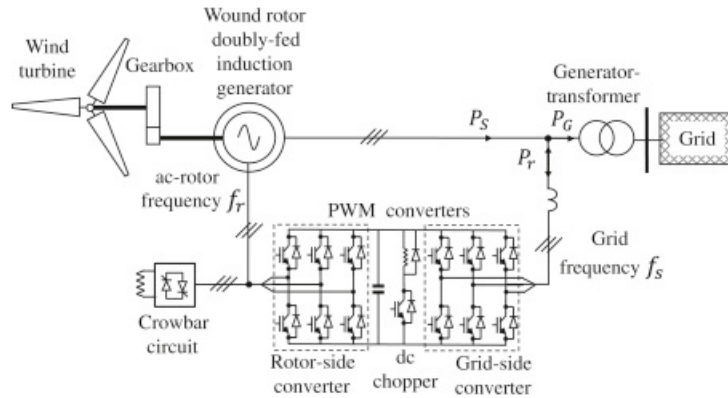 Wound rotor
doubly-fed
induction
generator
Wind
turbine
Gearbox
Generator-
transformer
P_S
P_G
Grid
P_r
ac-rotor
frequency f_r
PWM converters
Grid
frequency f_s
Crowbar
circuit
Rotor-side
converter
dc
chopper
Grid-side
converter